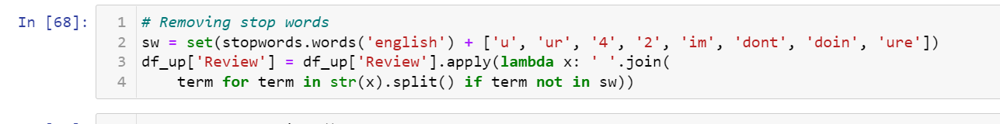 In [68]:
1 # Removing stop words
2 sw = set(stopwords.words('english') + ['u', 'ur', '4', '2', 'im', 'dont', 'doin', 'ure'])
3 df_up['Review'] = df_up['Review'].apply(lambda x: ' '.join(
4     term for term in str(x).split() if term not in sw))